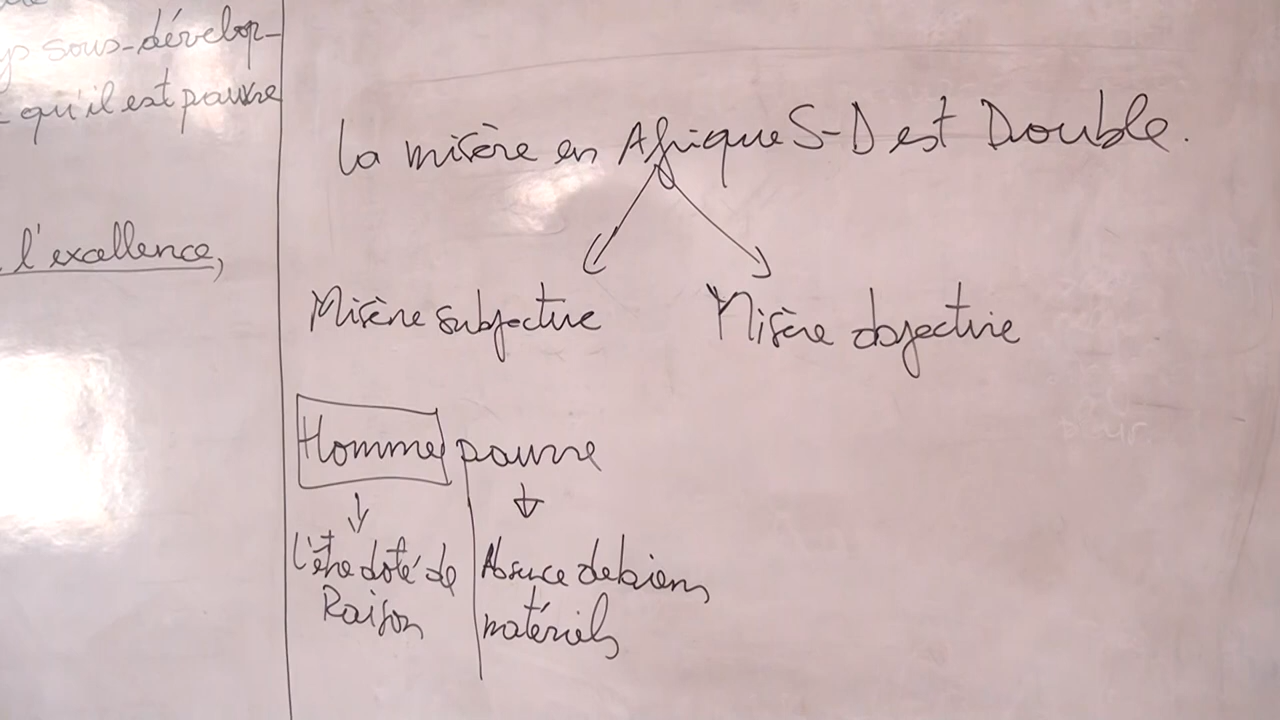 sous-dévelop-
qu'il est pauvre
l'excellence,
La misère en Afrique S-D est Double.
Misère subjective
Misère objective
Homme pauvre
L'être doté de
Raison
Absence de biens
matériels